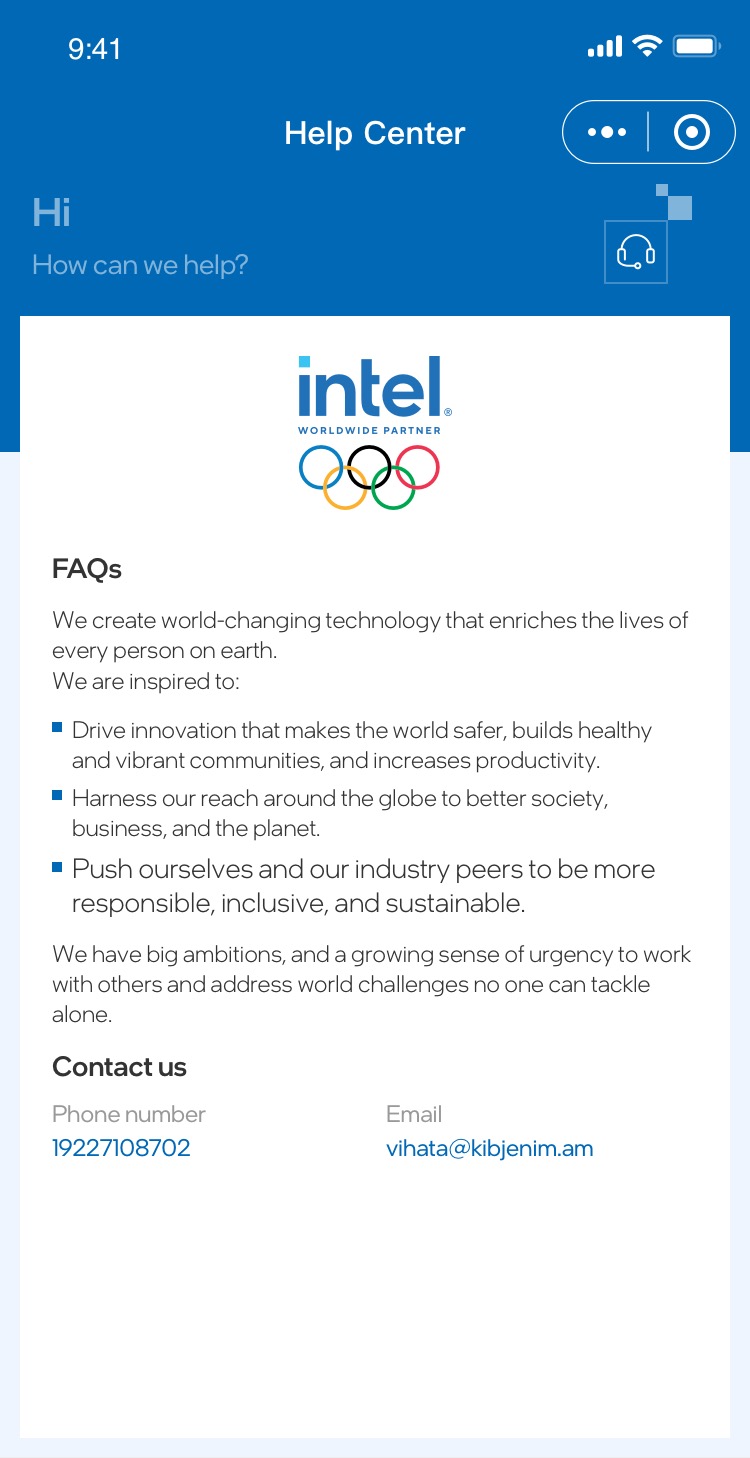 9:41
Help Center
Hi
How can we help?
intel®
WORLDWIDE PARTNER
FAQs
We create world-changing technology that enriches the lives of
every person on earth.
We are inspired to:
Drive innovation that makes the world safer, builds healthy
and vibrant communities, and increases productivity.
Harness our reach around the globe to better society,
business, and the planet.
Push ourselves and our industry peers to be more
responsible, inclusive, and sustainable.
We have big ambitions, and a growing sense of urgency to work
with others and address world challenges no one can tackle
alone.
Contact us
Phone number
Email
19227108702
vihata@kibjenim.am